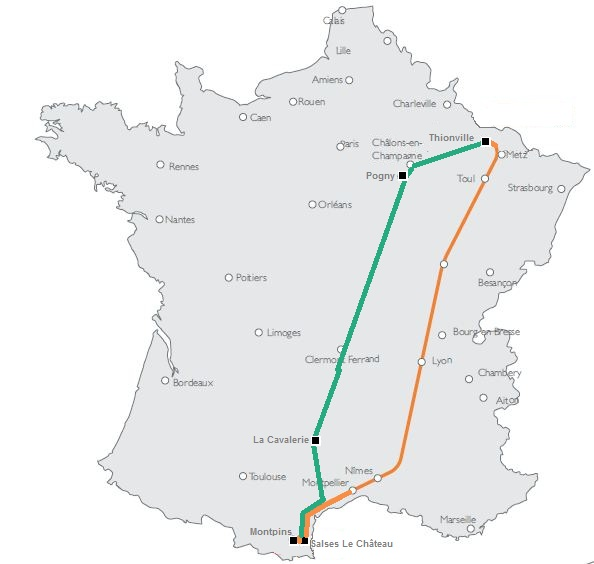 Calais
Lille
Amiens
Rouen
Charleville
Caen
Thionville
Paris
Châlons-en-
Champagne
Metz
Rennes
Pogny
Toul
Strasbourg
Orléans
Nantes
Poitiers
Besançon
Limoges
Bourg en Bresse
Clermont Ferrand
Lyon
Chambery
Bordeaux
Aiton
La Cavalerie
Toulouse
Nîmes
Montpellier
Marseille
Montpins
Salses Le Château